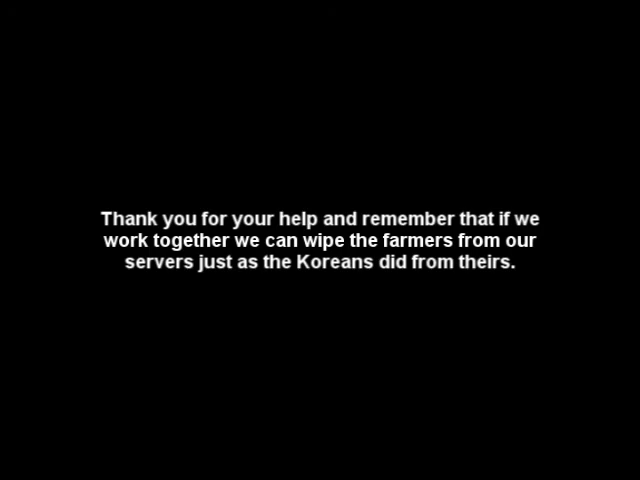 Thank you for your help and remember that if we
work together we can wipe the farmers from our
servers just as the Koreans did from theirs.